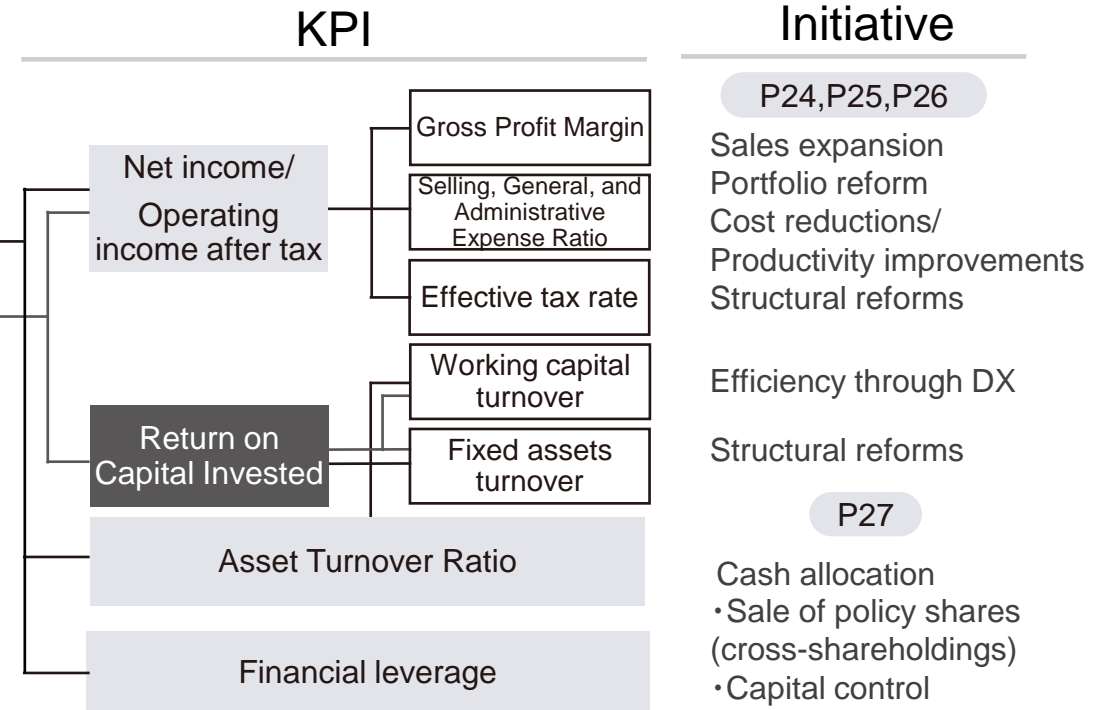 KPI
Initiative
Net income/
Operating
income after tax
Gross Profit Margin
Selling, General, and
Administrative
Expense Ratio
Effective tax rate
Return on
Capital Invested
Working capital
turnover
Fixed assets
turnover
Asset Turnover Ratio
Financial leverage
P24,P25,P26
Sales expansion
Portfolio reform
Cost reductions/
Productivity improvements
Structural reforms
Efficiency through DX
Structural reforms
P27
Cash allocation
・Sale of policy shares
(cross-shareholdings)
・Capital control